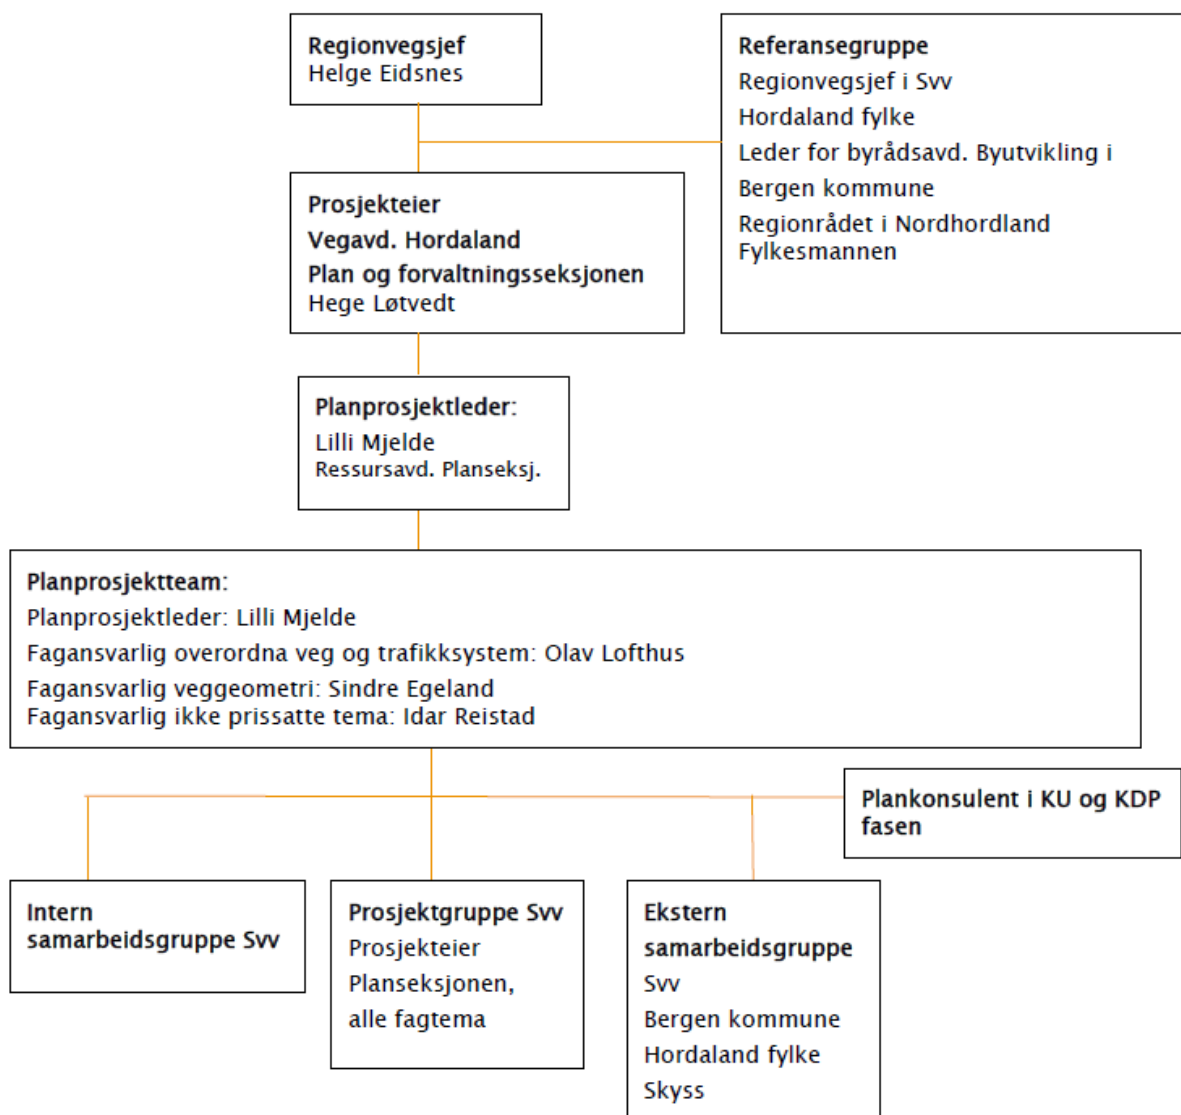 Regionvegsjef
Helge Eidsnes
Referansegruppe
Regionvegsjef i Svv
Hordaland fylke
Leder for byrådsavd. Byutvikling i
Bergen kommune
Regionrådet i Nordhordland
Fylkesmannen
Prosjekteier
Vegavd. Hordaland
Plan og forvaltningsseksjonen
Hege Løtvedt
Planprosjektleder:
Lilli Mjelde
Ressursavd. Planseksj.
Planprosjektteam:
Planprosjektleder: Lilli Mjelde
Fagansvarlig overordna veg og trafikksystem: Olav Lofthus
Fagansvarlig veggeometri: Sindre Egeland
Fagansvarlig ikke prissatte tema: Idar Reistad
Plankonsulent i KU og KDP
fasen
Intern
samarbeidsgruppe Svv
Prosjektgruppe Svv
Prosjekteier
Planseksjonen,
alle fagtema
Ekstern
samarbeidsgruppe
Svv
Bergen kommune
Hordaland fylke
Skyss